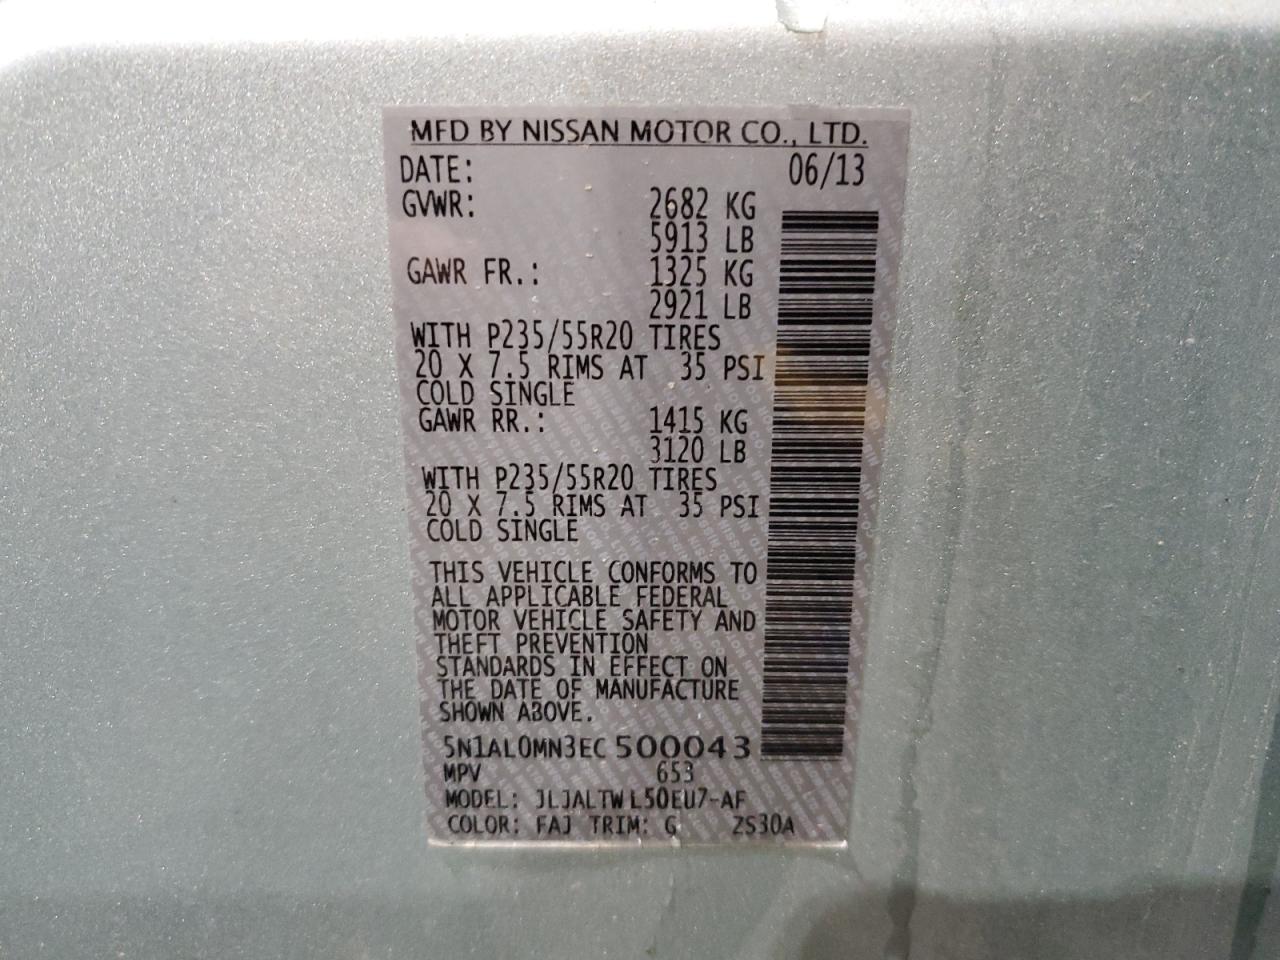 MFD BY NISSAN MOTOR CO., LTD.
DATE: 06/13
GVWR: 2682 KG
5913 LB
GAWR FR.: 1325 KG
2921 LB
WITH P235/55R20 TIRES
20 X 7.5 RIMS AT 35 PSI
COLD SINGLE
GAWR RR.: 1415 KG
3120 LB
WITH P235/55R20 TIRES
20 X 7.5 RIMS AT 35 PSI
COLD SINGLE
THIS VEHICLE CONFORMS TO
ALL APPLICABLE FEDERAL
MOTOR VEHICLE SAFETY AND
THEFT PREVENTION
STANDARDS IN EFFECT ON
THE DATE OF MANUFACTURE
SHOWN ABOVE.
5N1AL0MN3EC500043
MPV 653
MODEL: JLJALTWL50EU7-AF
COLOR: FAJ TRIM: G ZS30A